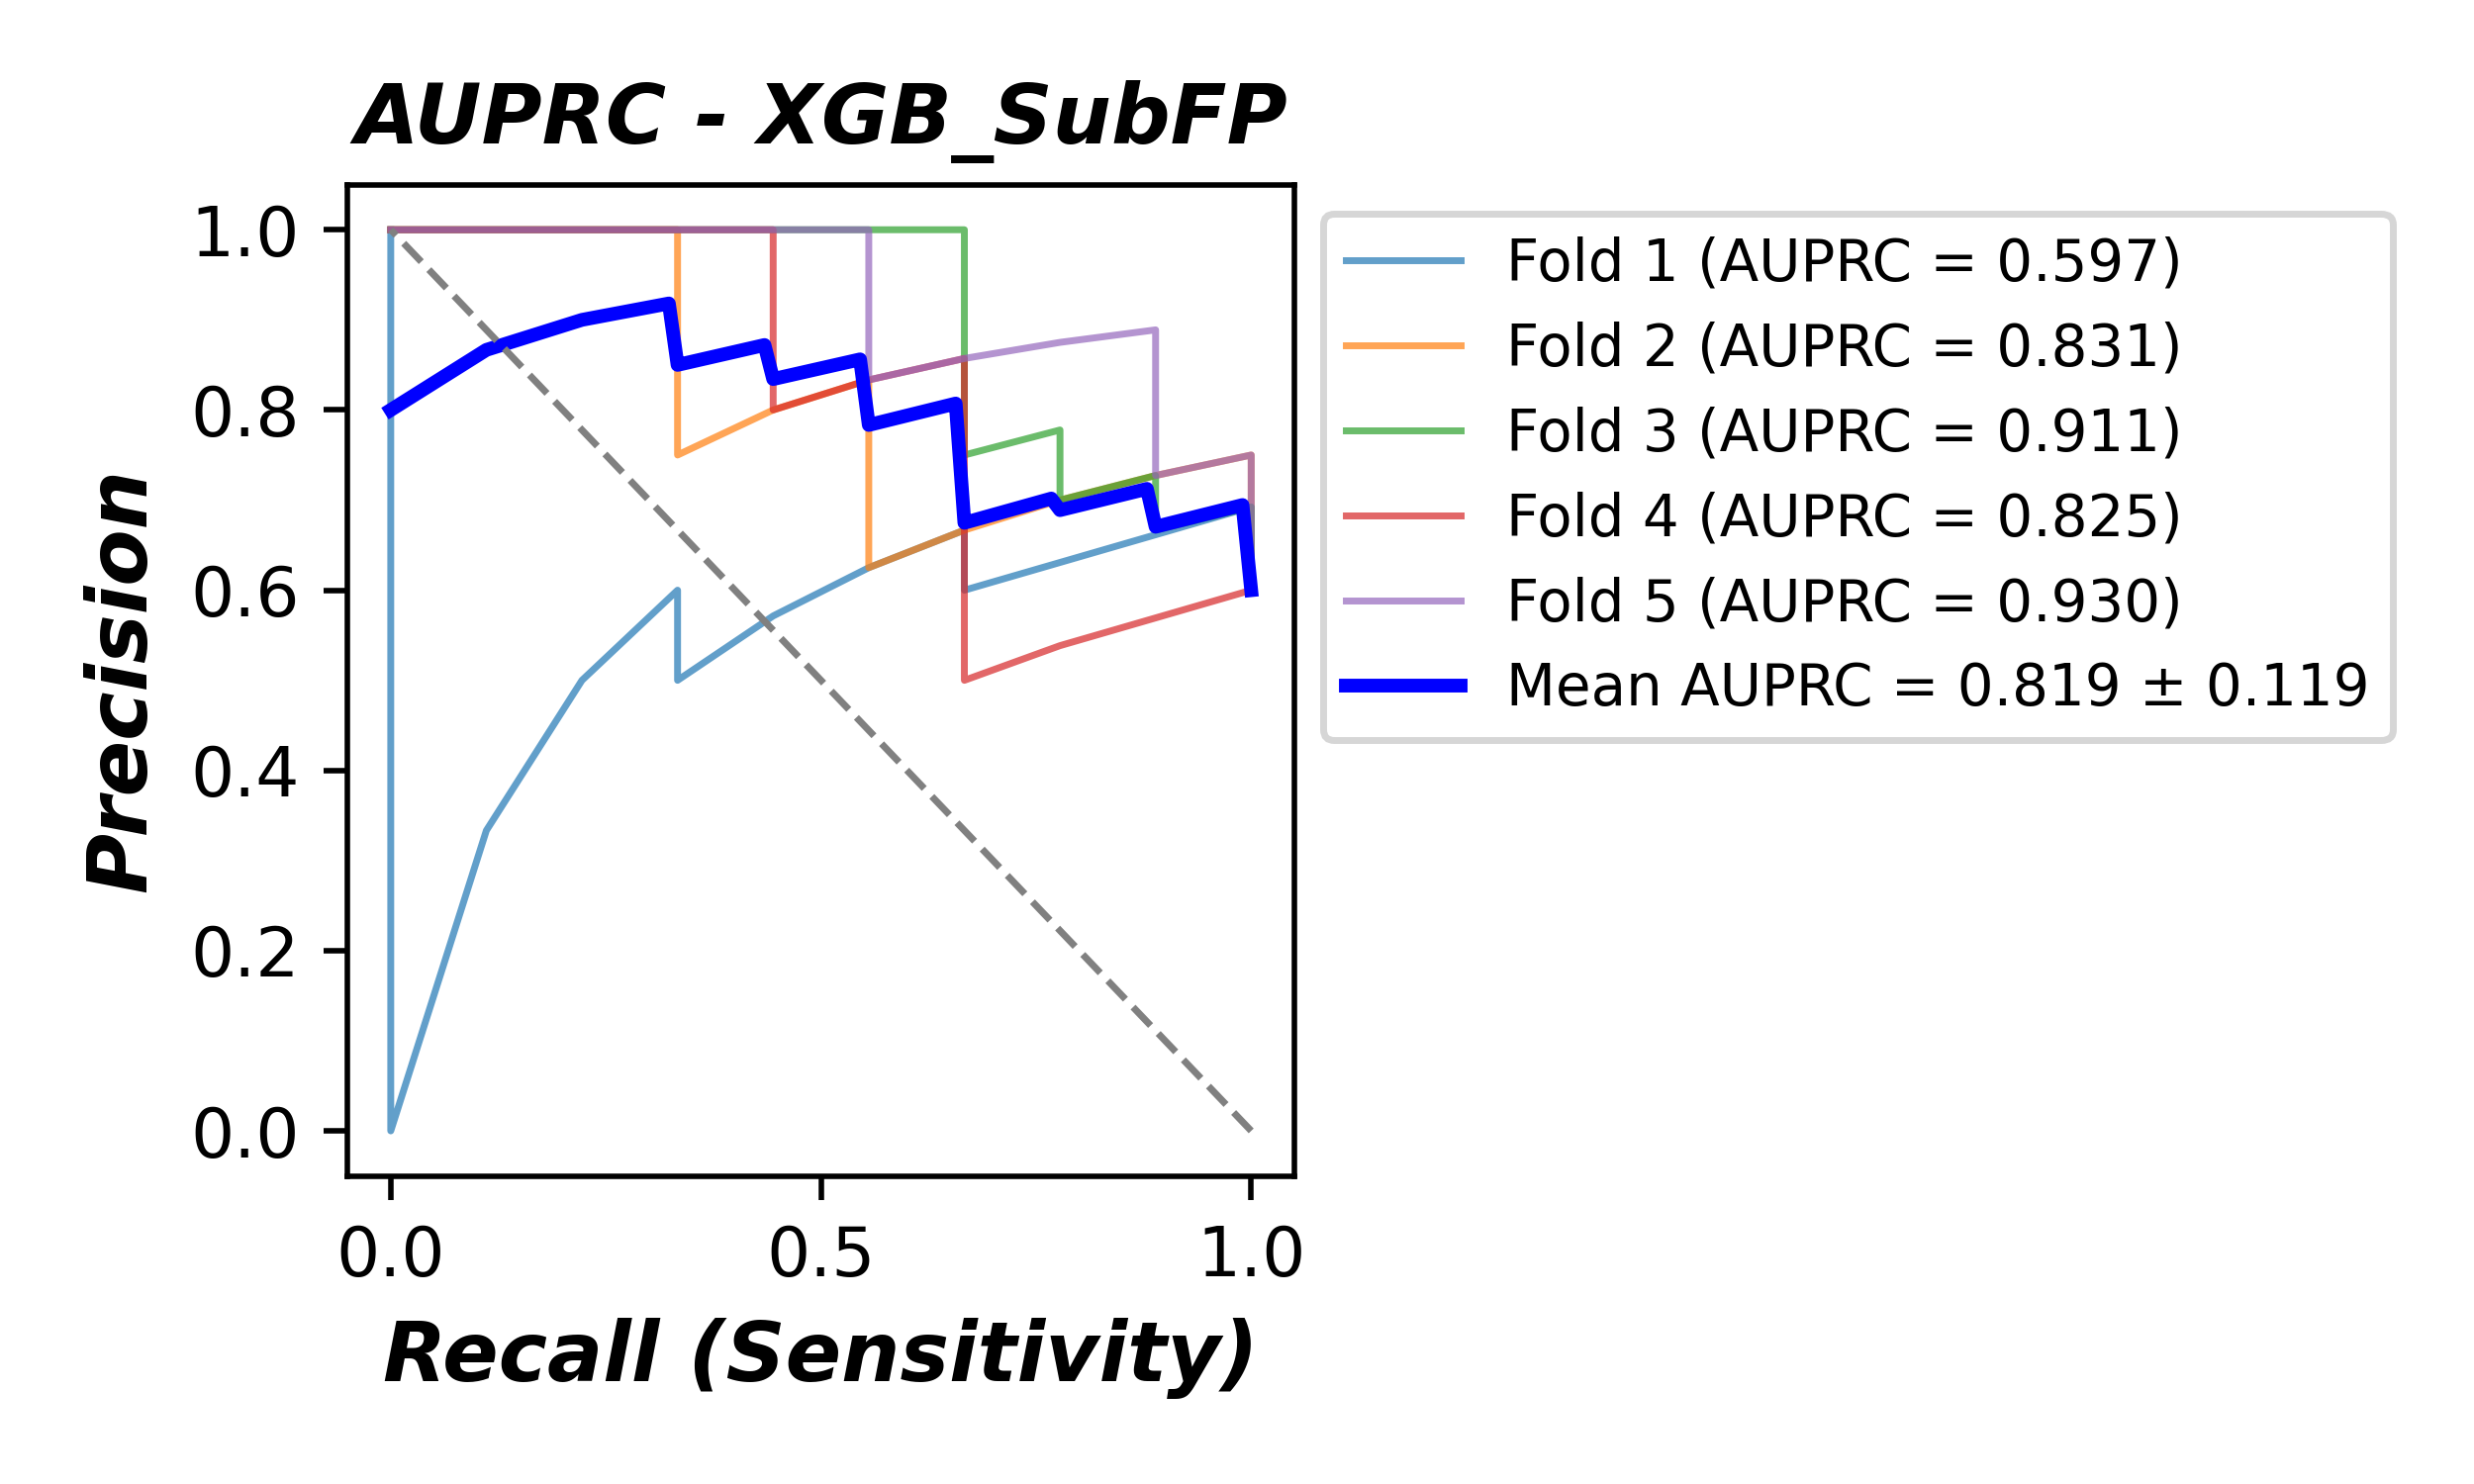 AUPRC - XGB_SubFP
Precision
1.0
0.8
0.6
0.4
0.2
0.0
0.0 0.5 1.0
Recall (Sensitivity)
Fold 1 (AUPRC = 0.597)
Fold 2 (AUPRC = 0.831)
Fold 3 (AUPRC = 0.911)
Fold 4 (AUPRC = 0.825)
Fold 5 (AUPRC = 0.930)
Mean AUPRC = 0.819 ± 0.119